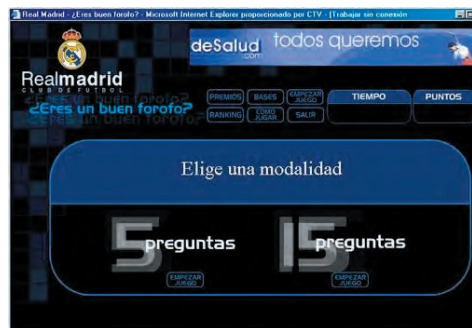 Real Madrid - ¿Eres buen forofo? - Microsoft Internet Explorer proporcionado por CTV - [Trabajar sin conexión
deSalud.com todos queremos
Realmadrid
CLUB DE FUTBOL
¿Eres un buen forofo?
PREMIOS BASES EMPEZAR JUEGO TIEMPO PUNTOS
RANKING COMO JUGAR SALIR
Elige una modalidad
5 preguntas 15 preguntas
EMPEZAR JUEGO EMPEZAR JUEGO